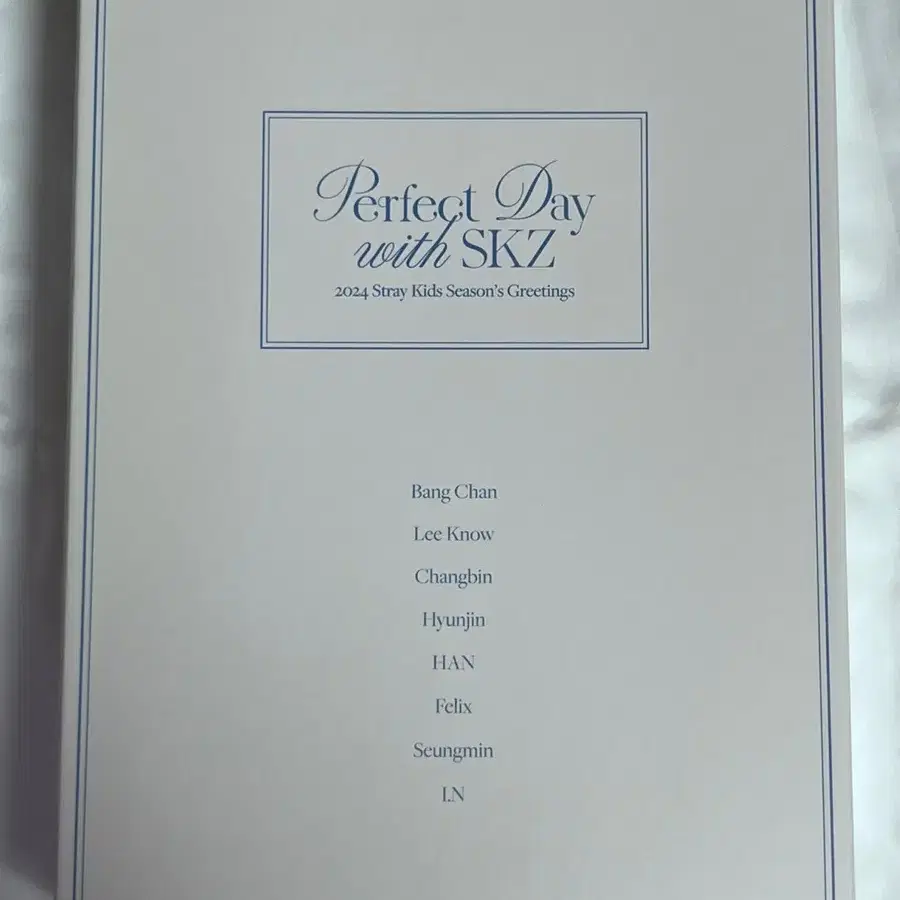 Perfect Day
with SKZ
2024 Stray Kids Season's Greetings
Bang Chan
Lee Know
Changbin
Hyunjin
HAN
Felix
Seungmin
I.N